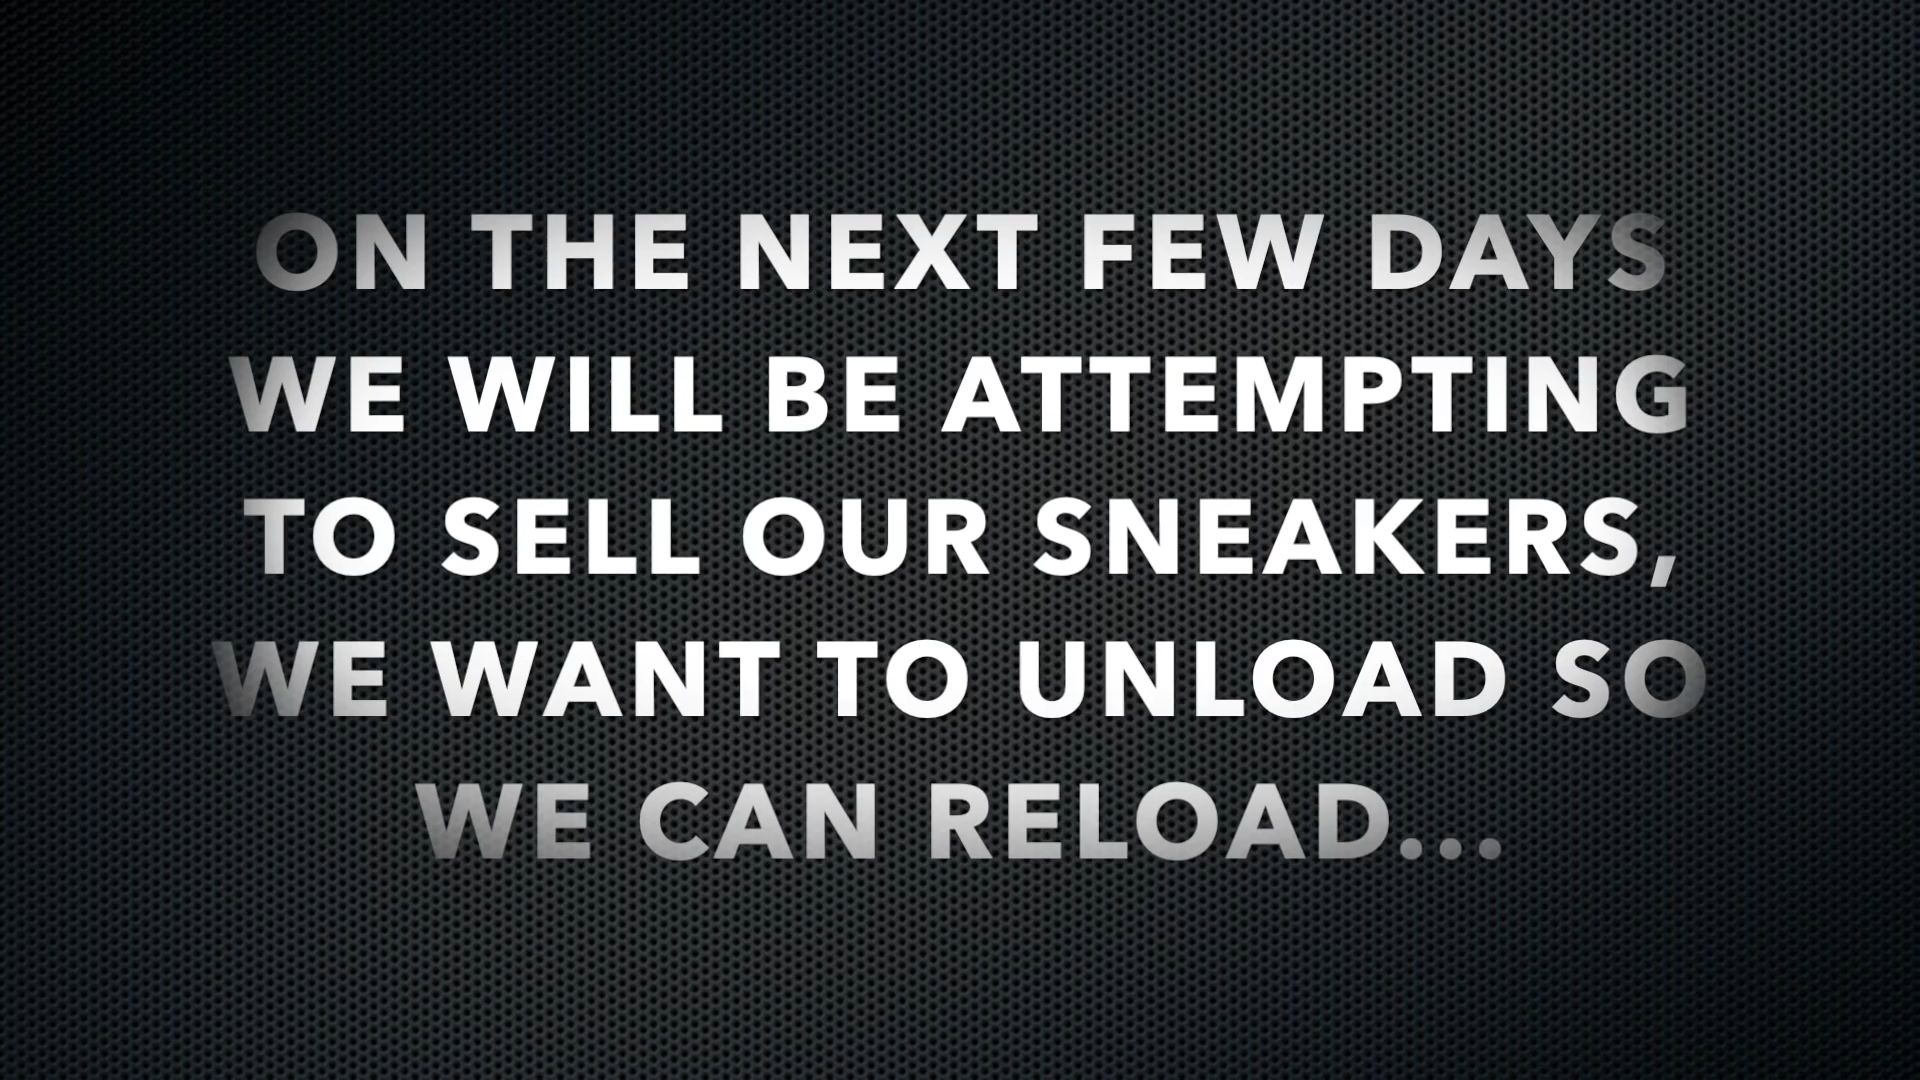 ON THE NEXT FEW DAYS
WE WILL BE ATTEMPTING
TO SELL OUR SNEAKERS,
WE WANT TO UNLOAD SO
WE CAN RELOAD...